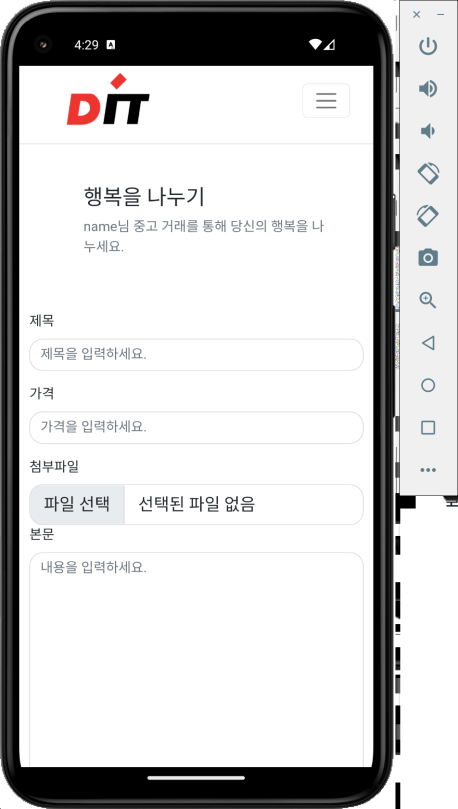 4:29 A
DIT
행복을 나누기
name님 중고 거래를 통해 당신의 행복을 나
누세요.
제목
제목을 입력하세요.
가격
가격을 입력하세요.
첨부파일
파일 선택 선택된 파일 없음
본문
내용을 입력하세요.